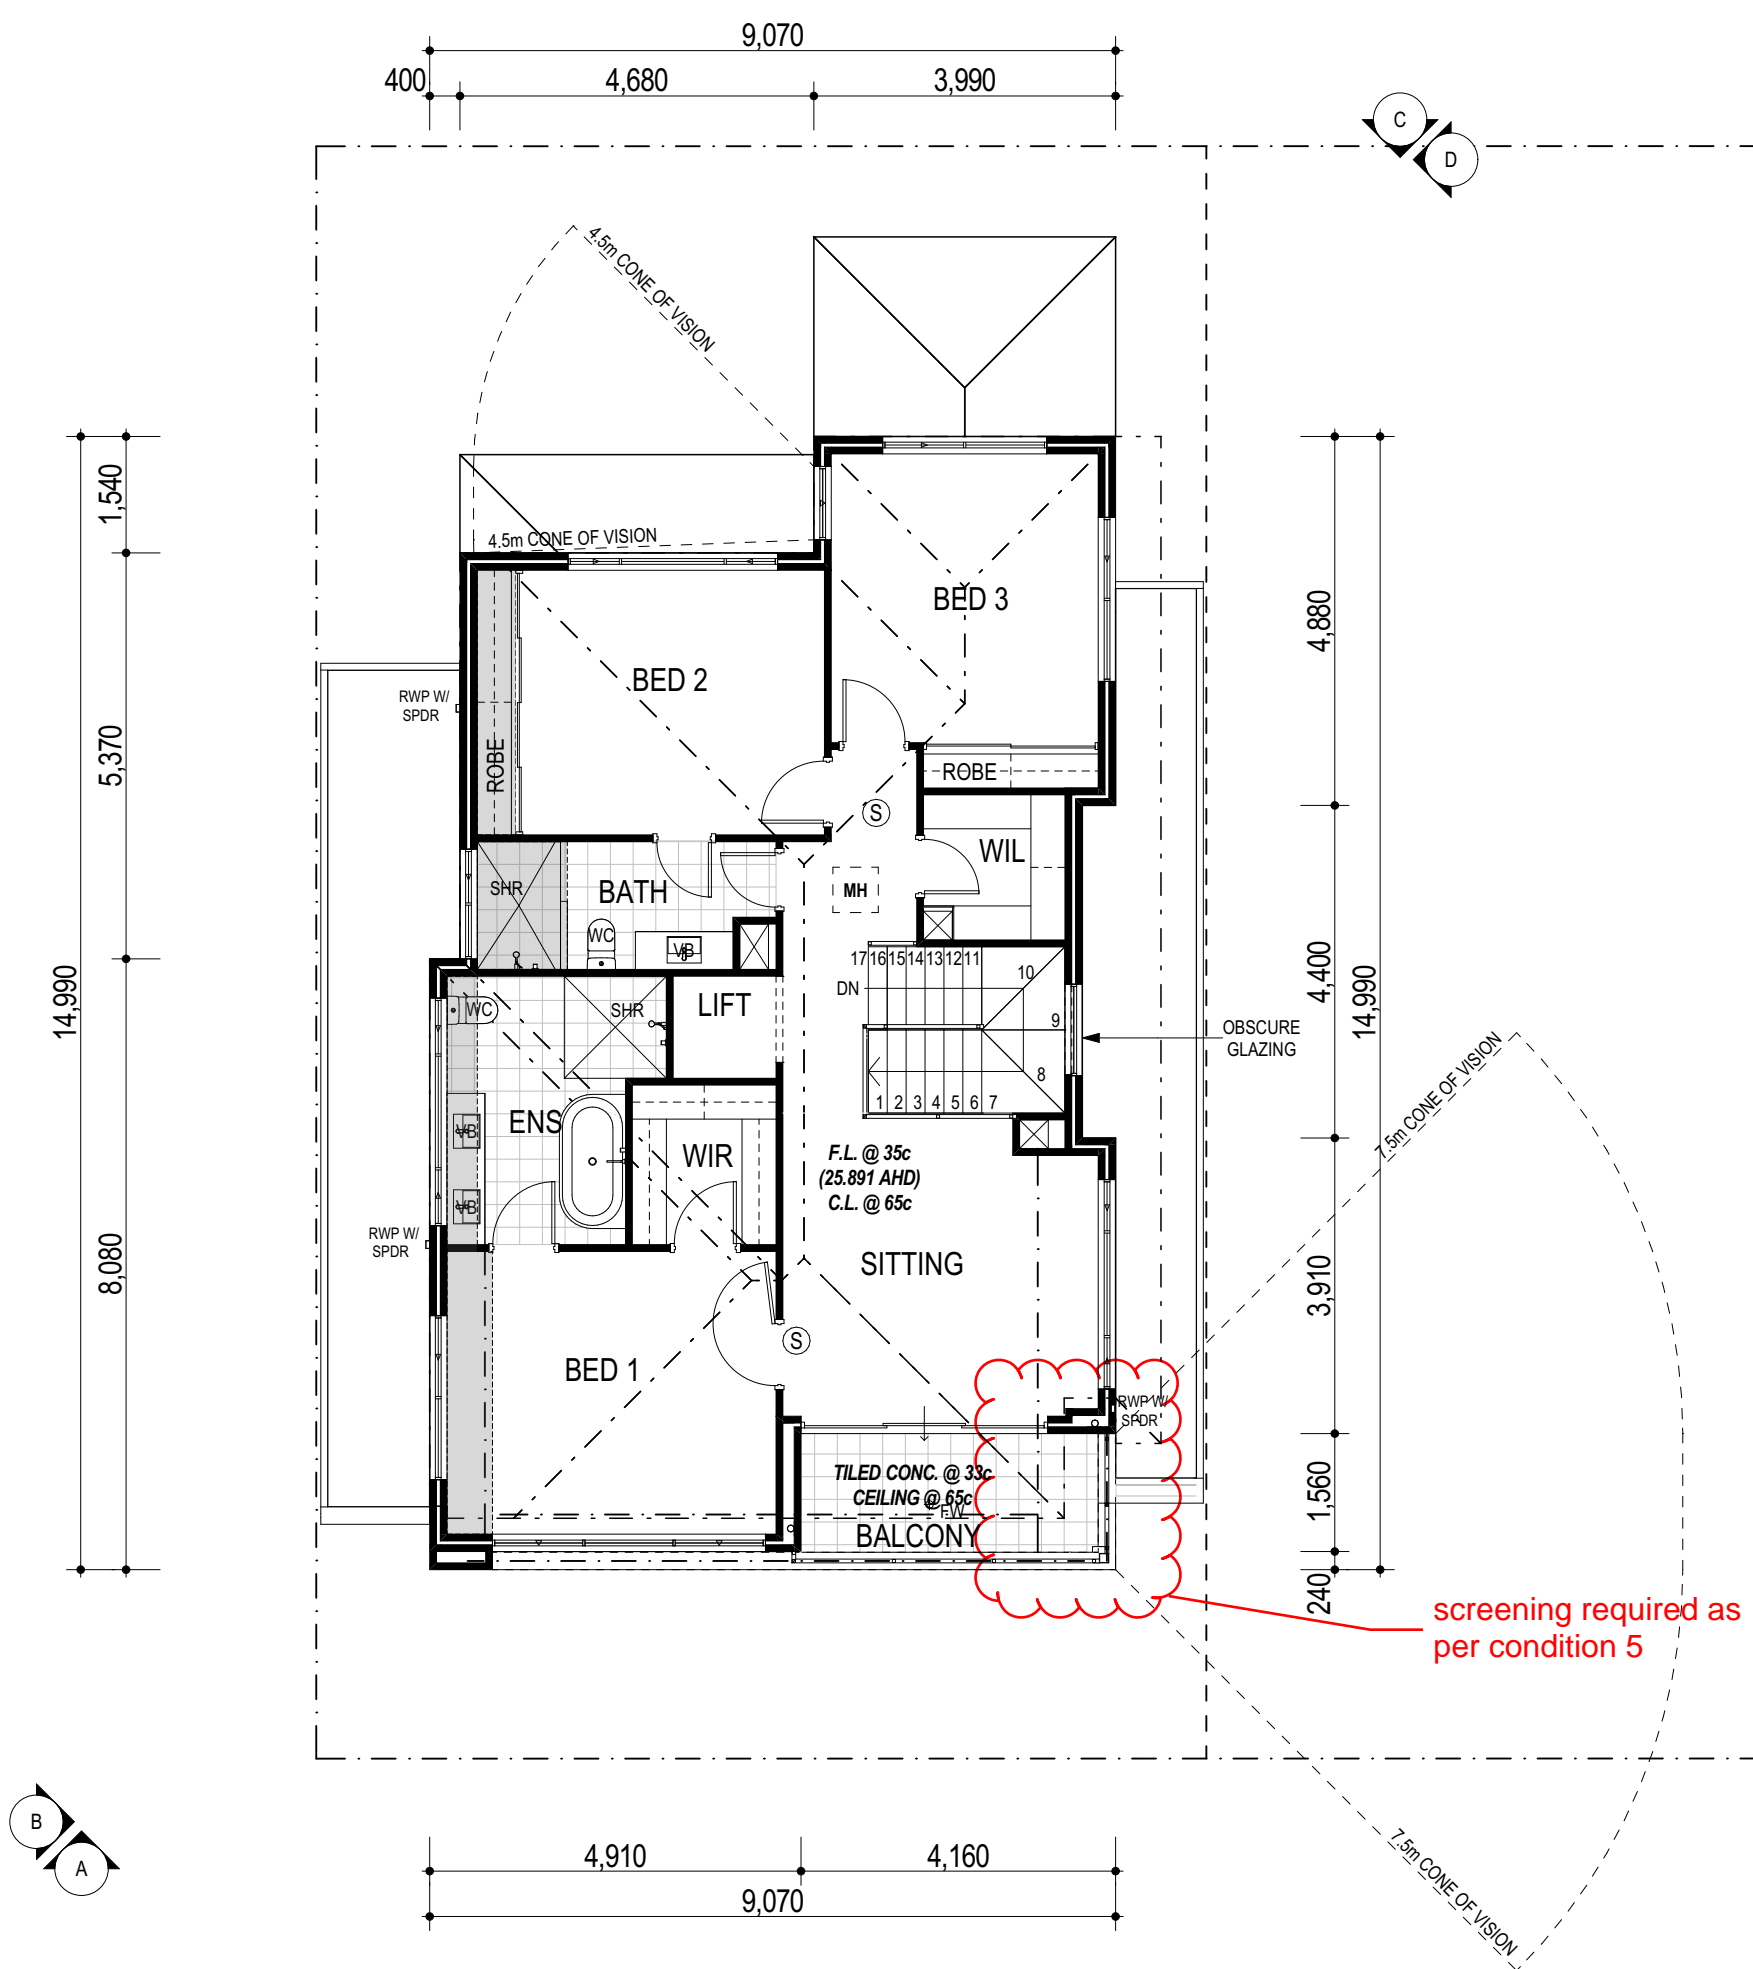 9,070
400
4,680
3,990
C
D
4.5m CONE OF VISION
4.5m CONE OF VISION
1,540
5,370
8,080
14,990
4,880
4,400
3,910
1,560
240
14,990
BED 3
BED 2
RWP W/
SPDR
ROBE
ROBE
S
WIL
MH
SHR
BATH
WC
VB
17 16 15 14 13 12 11
10
DN
9
8
1 2 3 4 5 6 7
OBSCURE
GLAZING
WC
SHR
LIFT
ENS
VB
VB
WIR
F.L. @ 35c
(25.891 AHD)
C.L. @ 65c
RWP W/
SPDR
SITTING
S
BED 1
7.5m CONE OF VISION
RWP W/
SPDR
TILED CONC. @ 33c
CEILING @ 65c
FW
BALCONY
screening required as
per condition 5
7.5m CONE OF VISION
B
A
4,910
4,160
9,070